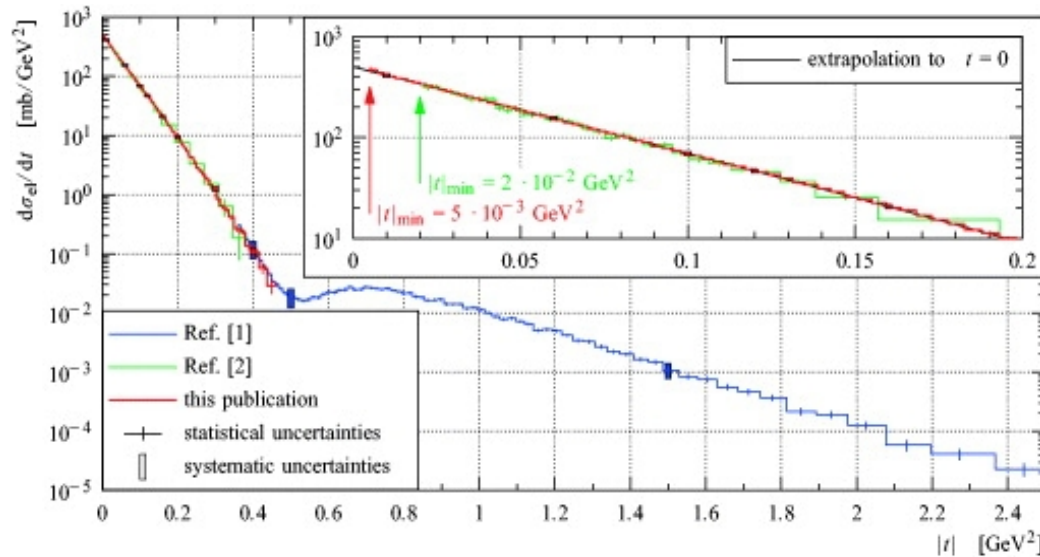 10³
10²
10
10⁰
10⁻¹
10⁻²
10⁻³
10⁻⁴
10⁻⁵
dσel/dt [mb/GeV²]
10³
10²
10¹
extrapolation to t = 0
|t|min = 2 · 10⁻² GeV²
|t|min = 5 · 10⁻³ GeV²
0 0.05 0.1 0.15 0.2
Ref. [1]
Ref. [2]
this publication
statistical uncertainties
systematic uncertainties
0 0.2 0.4 0.6 0.8 1 1.2 1.4 1.6 1.8 2 2.2 2.4
|t| [GeV²]